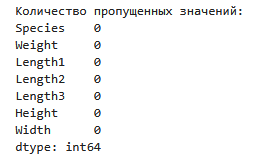 Количество пропущенных значений:
Species    0
Weight     0
Length1    0
Length2    0
Length3    0
Height     0
Width      0
dtype: int64